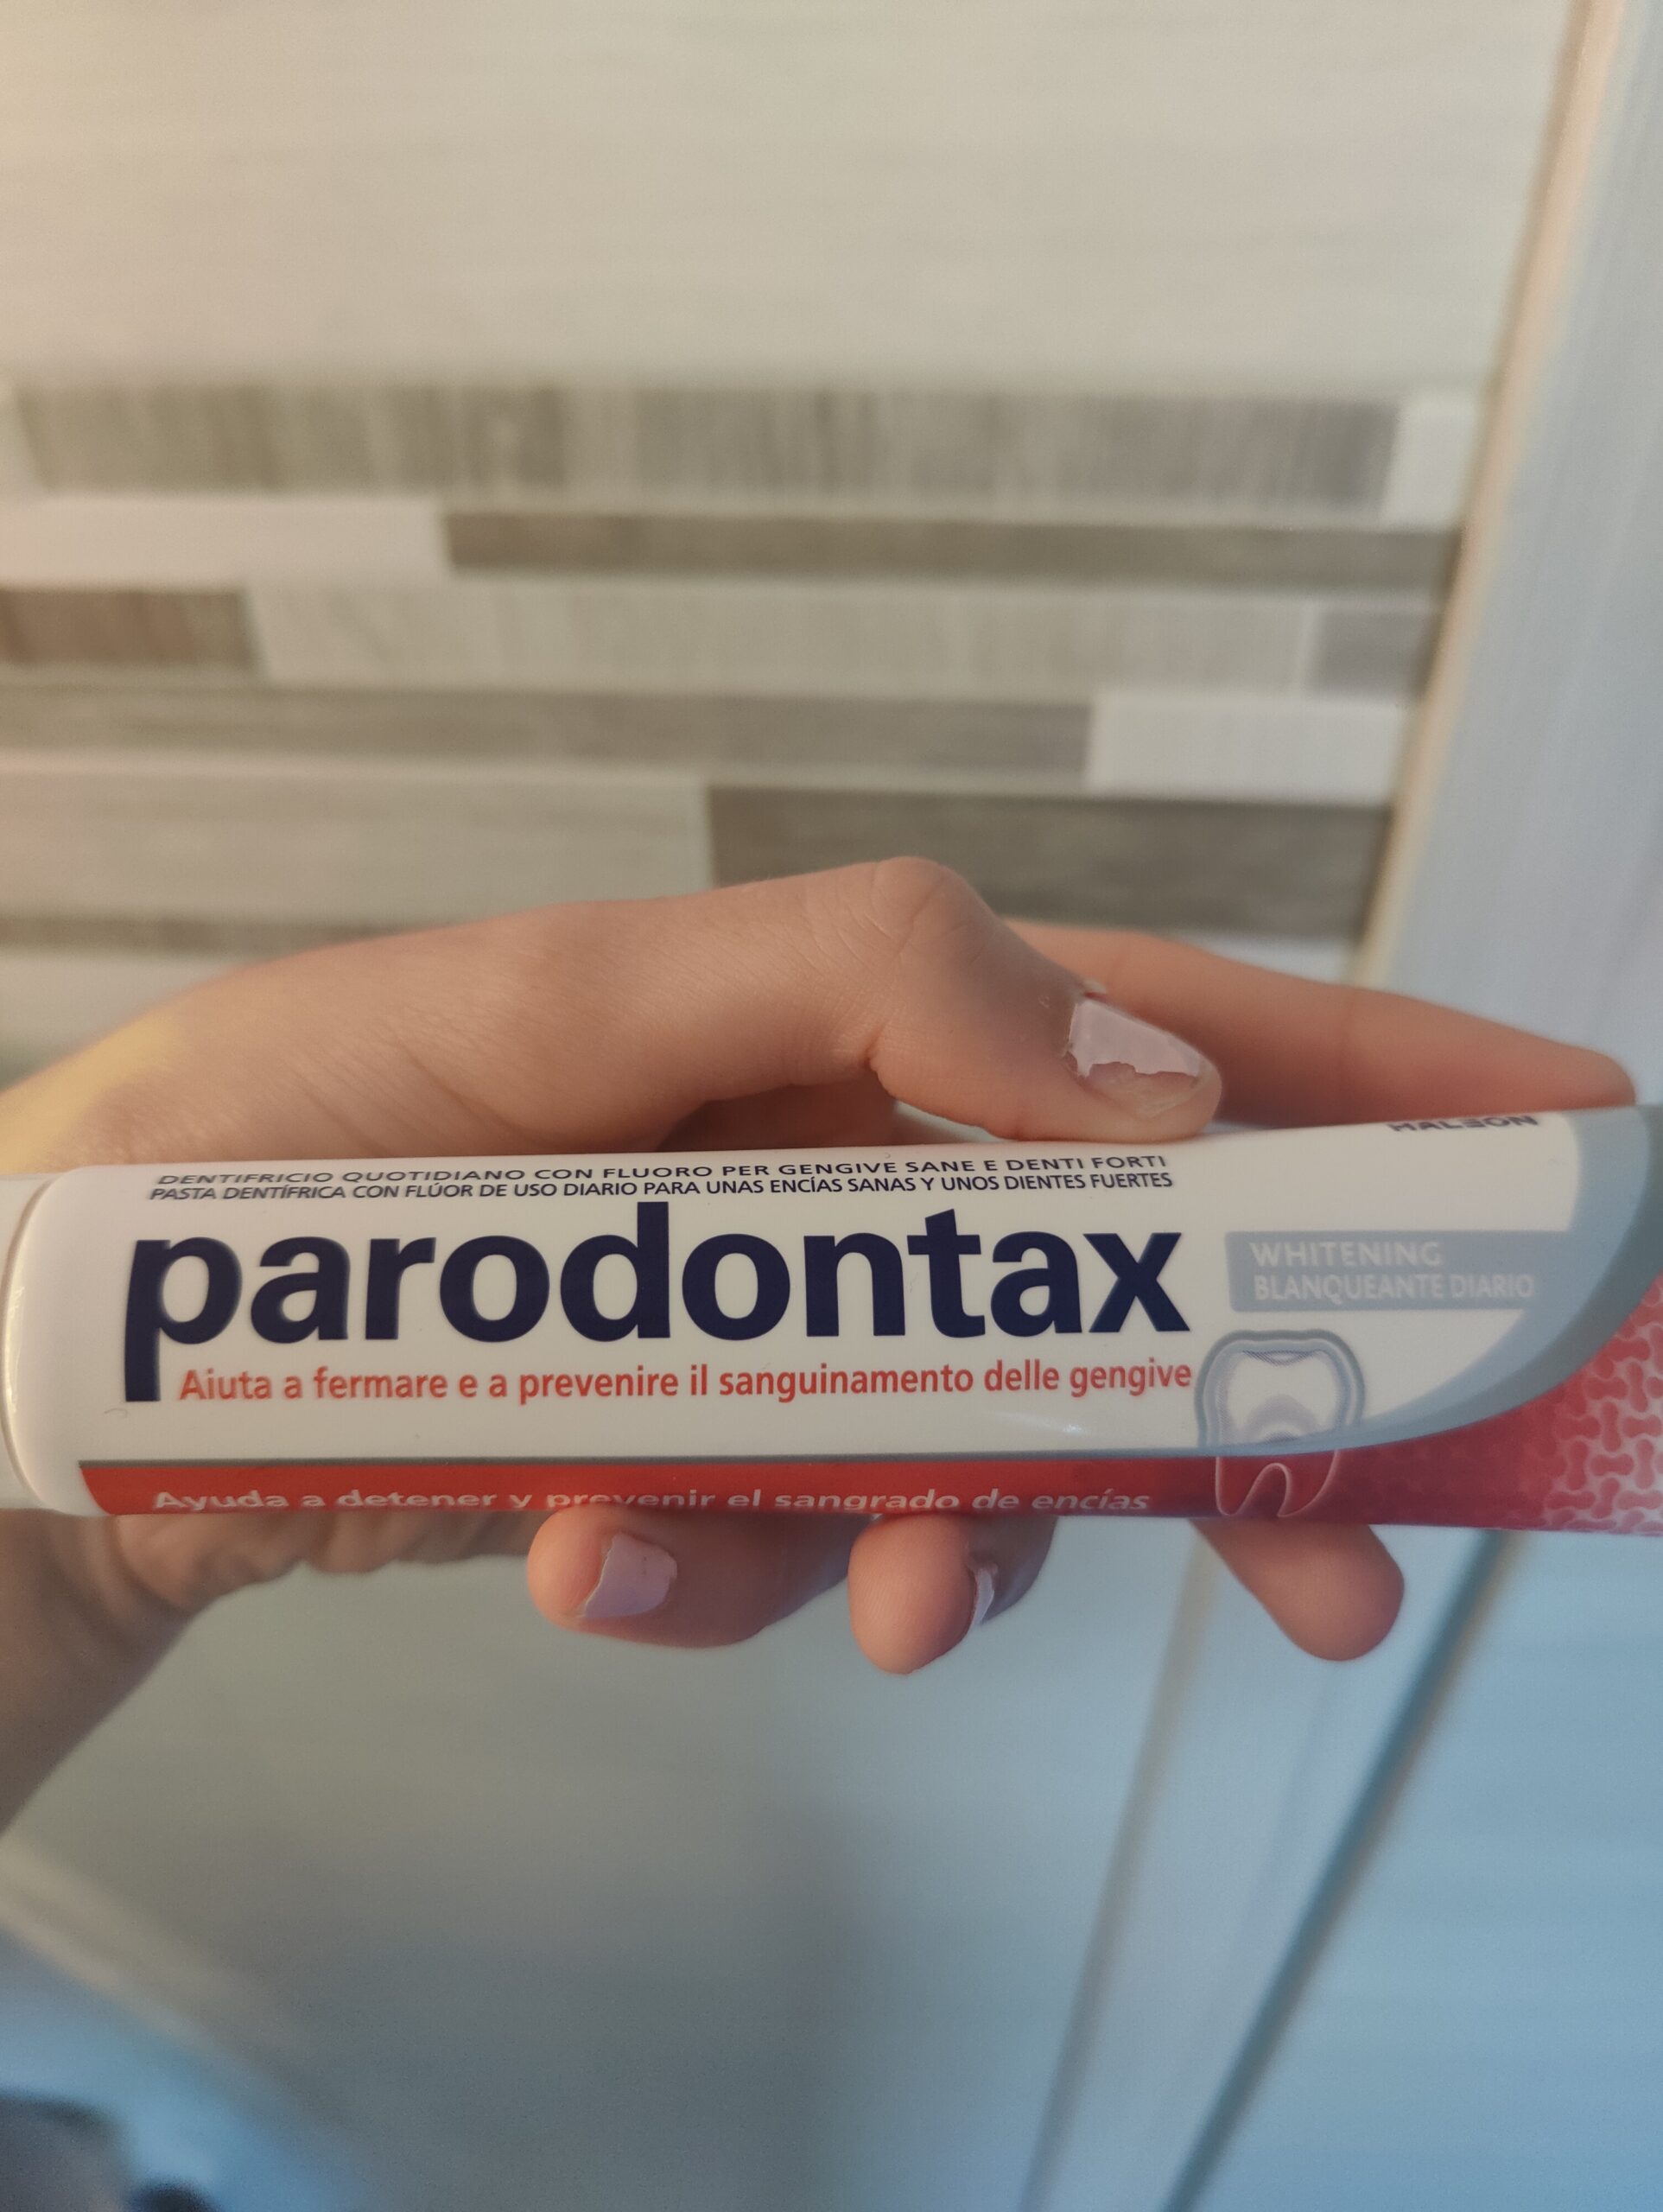 HALEON
DENTIFRICIO QUOTIDIANO CON FLUORO PER GENGIVE SANE E DENTI FORTI
PASTA DENTÍFRICA CON FLÚOR DE USO DIARIO PARA UNAS ENCÍAS SANAS Y UNOS DIENTES FUERTES
parodontax
WHITENING
BLANQUEANTE DIARIO
Aiuta a fermare e a prevenire il sanguinamento delle gengive
Ayuda a detener y prevenir el sangrado de encías